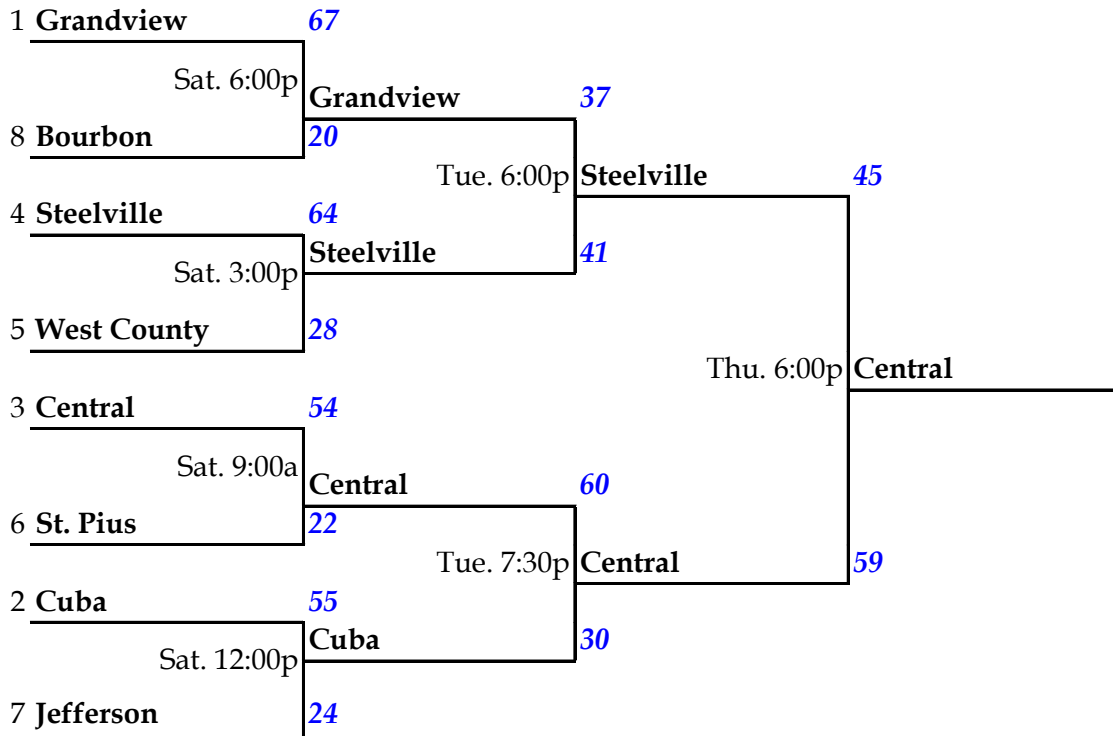 1 Grandview 67
Sat. 6:00p
Grandview 37
8 Bourbon 20
Tue. 6:00p Steelville 45
4 Steelville 64
Steelville 41
Sat. 3:00p
5 West County 28
Thu. 6:00p Central
3 Central 54
Sat. 9:00a
Central 60
6 St. Pius 22
Tue. 7:30p Central 59
2 Cuba 55
Cuba 30
Sat. 12:00p
7 Jefferson 24